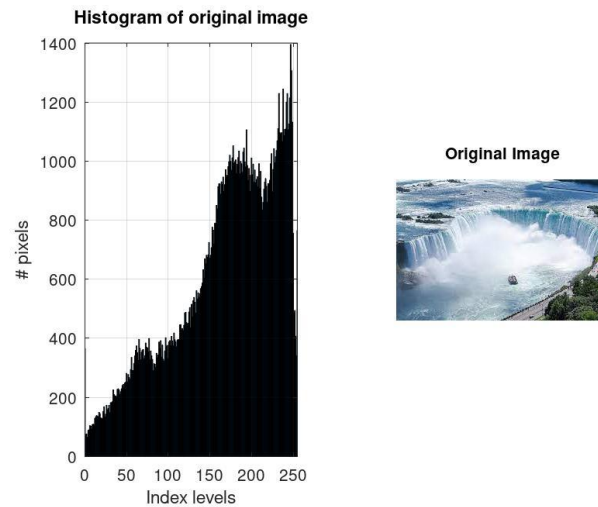 Histogram of original image
1400
1200
1000
800
600
400
200
0
# pixels
0 50 100 150 200 250
Index levels
Original Image